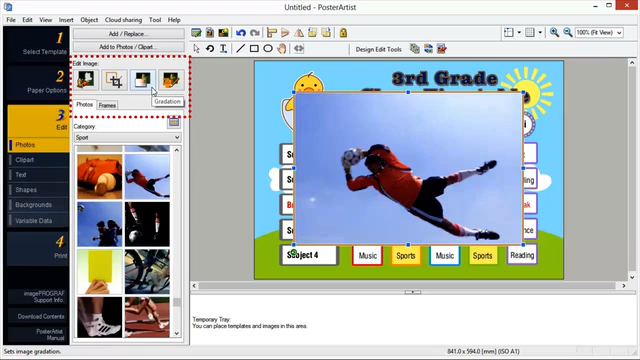 Untitled - PosterArtist
File Edit View Insert Object Cloud sharing Tool Help
100% (Fit View)
Add / Replace...
Add to Photos / Clipart...
Edit Image:
Gradation
Photos Frames
Category
Sport
1
Select Template
2
Paper Options
3
Edit
Photos
Clipart
Text
Shapes
Backgrounds
Variable Data
4
Print
imagePROGRAF
Support Info.
Download Contents
PosterArtist
Manual
Design Edit Tools
3rd Grade
Subject 4
Music
Sports
Music
Sports
Reading
Temporary Tray:
You can place templates and images in this area.
Sets image gradation.
841.0 x 594.0 [mm] (ISO A1)